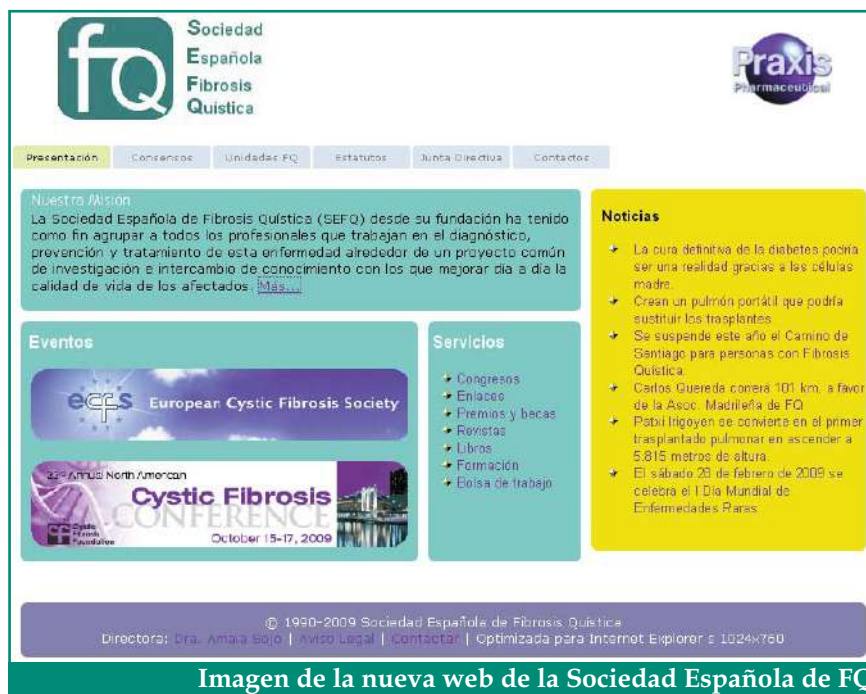 fQ
Sociedad
Española
Fibrosis
Quística
Praxis
Pharmaceutical
Presentación
Consensos
Unidades FQ
Estatutos
Junta Directiva
Contactos
Nuestra Misión
La Sociedad Española de Fibrosis Quística (SEFQ) desde su fundación ha tenido
como fin agrupar a todos los profesionales que trabajan en el diagnóstico,
prevención y tratamiento de esta enfermedad alrededor de un proyecto común
de investigación e intercambio de conocimiento con los que mejorar día a día la
calidad de vida de los afectados. Más...
Eventos
ecfs European Cystic Fibrosis Society
Annual North American
Cystic Fibrosis
CONFERENCE
October 15-17, 2009
CF Cystic
Fibrosis
Foundation
Servicios
Congresos
Enlaces
Premios y becas
Revistas
Libros
Formación
Bolsa de trabajo
Noticias
La cura definitiva de la diabetes podría
ser una realidad gracias a las células
madre.
Crean un pulmón portátil que podría
sustituir los trasplantes
Se suspende este año el Camino de
Santiago para personas con Fibrosis
Quística.
Carlos Quereda correrá 101 km. a favor
de la Asoc. Madrileña de FQ
Patxi Irigoyen se convierte en el primer
trasplantado pulmonar en ascender a
5.815 metros de altura.
El sábado 28 de febrero de 2009 se
celebra el I Día Mundial de
Enfermedades Raras
© 1990-2009 Sociedad Española de Fibrosis Quística
Directora: Dra. Amaia Sojo | Aviso Legal | Contactar | Optimizada para Internet Explorer s 1024x760
Imagen de la nueva web de la Sociedad Española de FQ